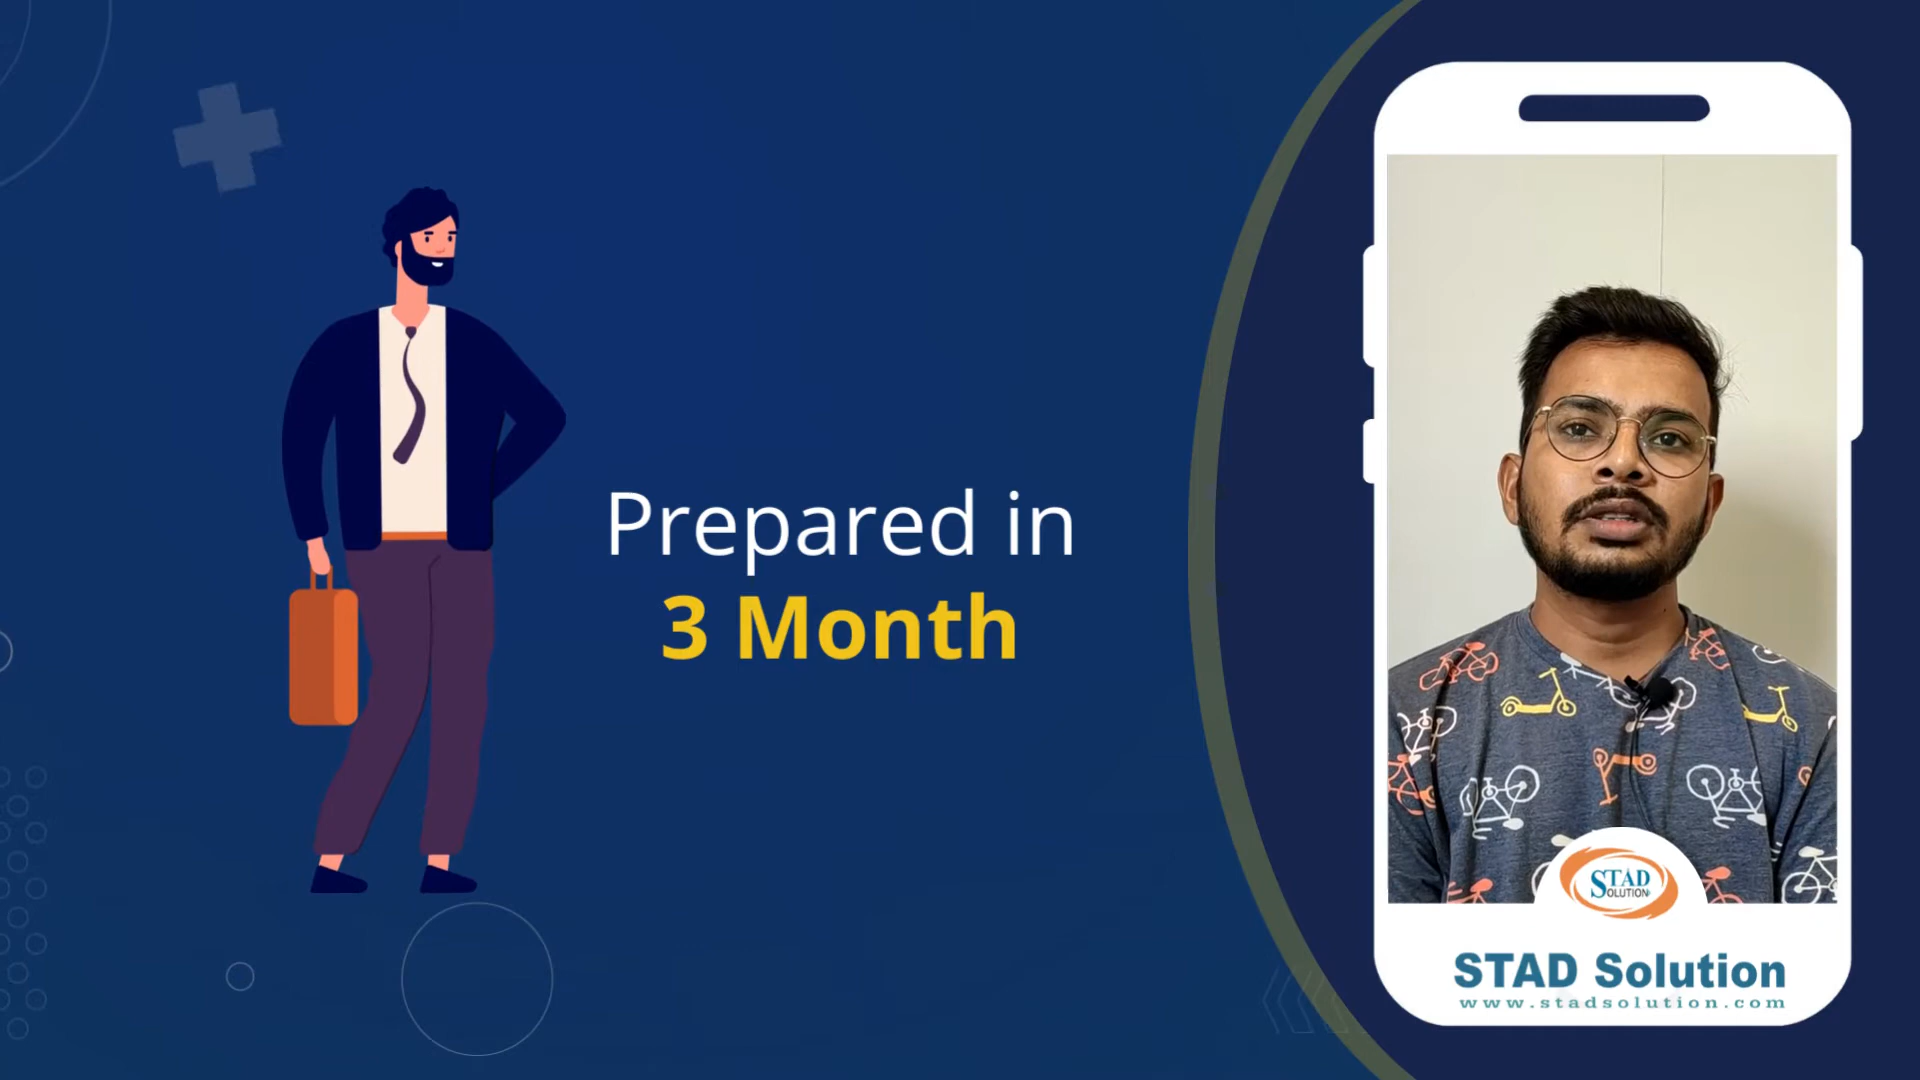 Prepared in
3 Month
STAD
SOLUTION
STAD Solution
www.stadsolution.com